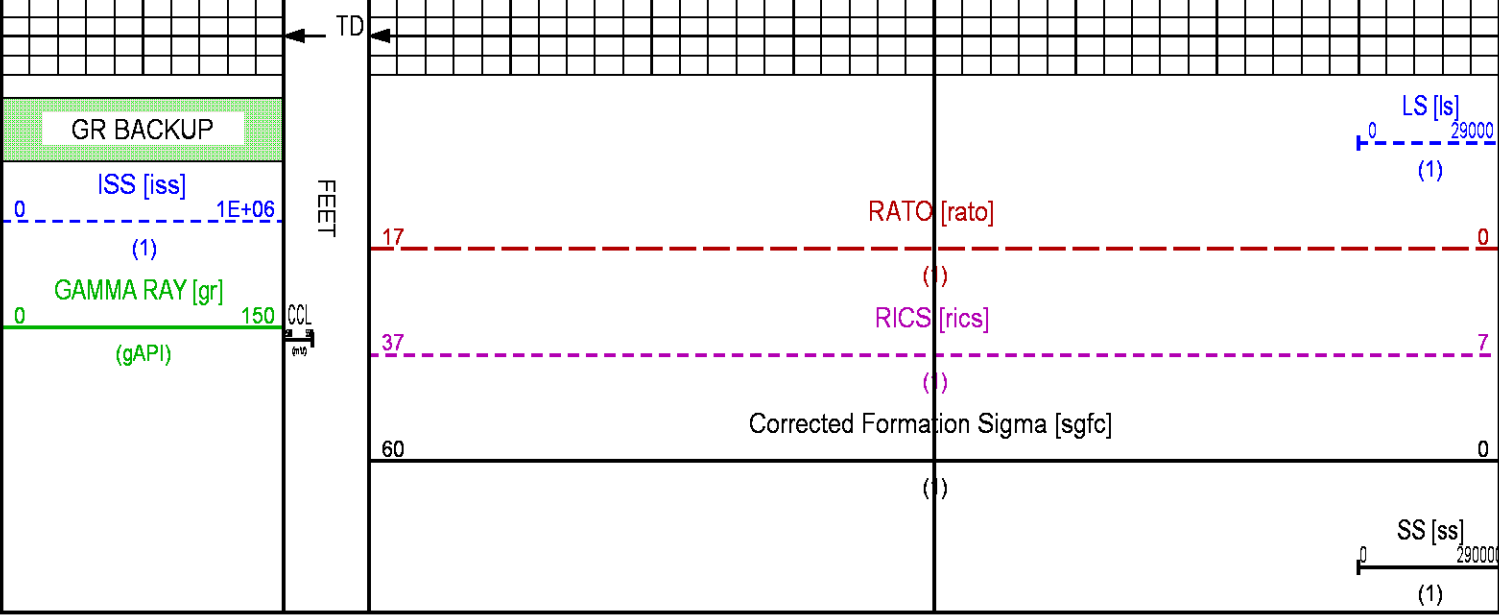 TD
GR BACKUP
ISS [iss]
0 1E+06
(1)
GAMMA RAY [gr]
0 150
(gAPI)
FEET
CCL
(mV)
LS [ls]
0 29000
(1)
RATO [rato]
17 0
(1)
RICS [rics]
37 7
(1)
Corrected Formation Sigma [sgfc]
60 0
(1)
SS [ss]
0 290000
(1)